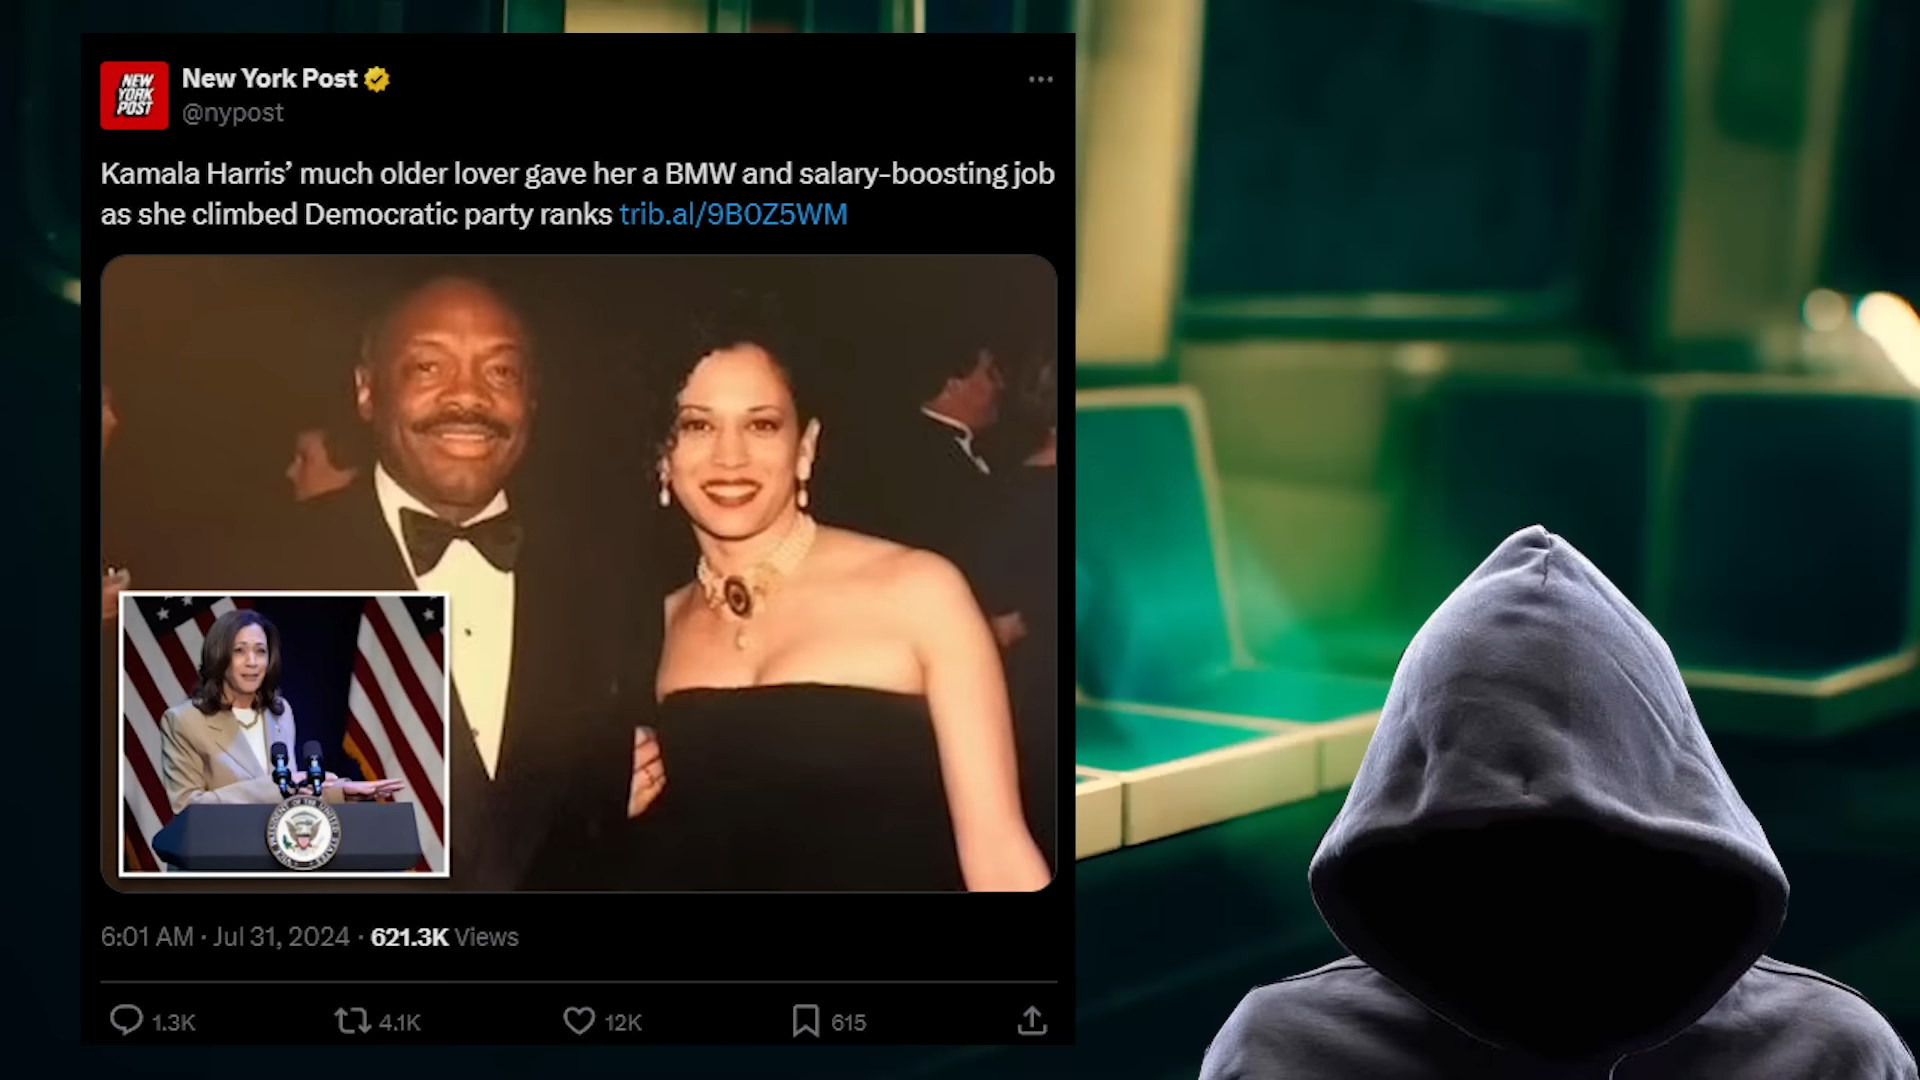 NEW
YORK
POST
New York Post
@nypost
Kamala Harris’ much older lover gave her a BMW and salary-boosting job
as she climbed Democratic party ranks trib.al/9B0Z5WM
6:01 AM · Jul 31, 2024 · 621.3K Views
1.3K
4.1K
12K
615